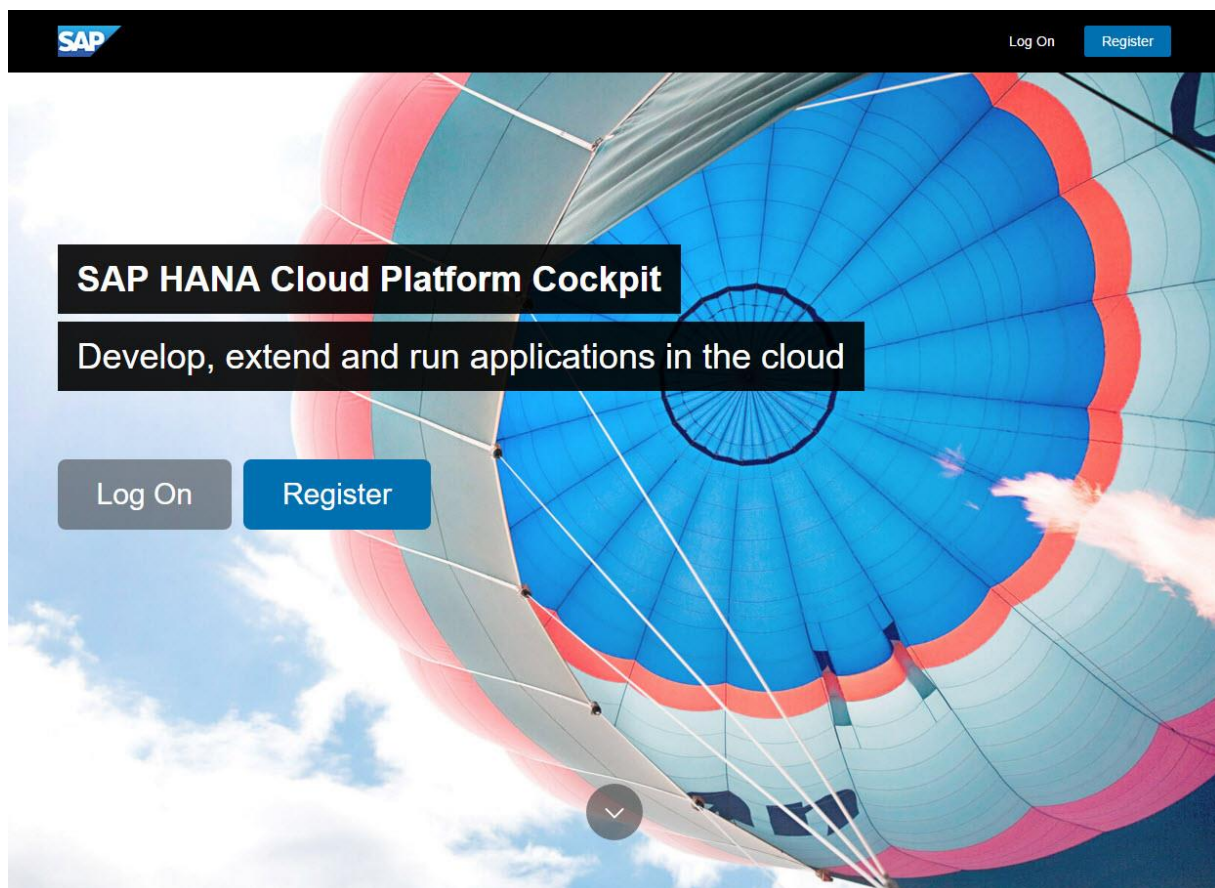 SAP
Log On
Register
SAP HANA Cloud Platform Cockpit
Develop, extend and run applications in the cloud
Log On
Register